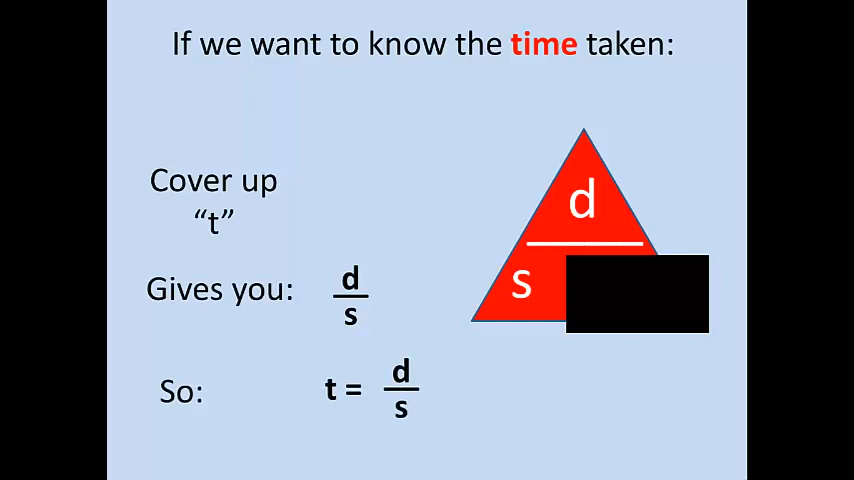 If we want to know the time taken:
Cover up
“t”
Gives you:
d
s
So:
t =
d
s
d
s